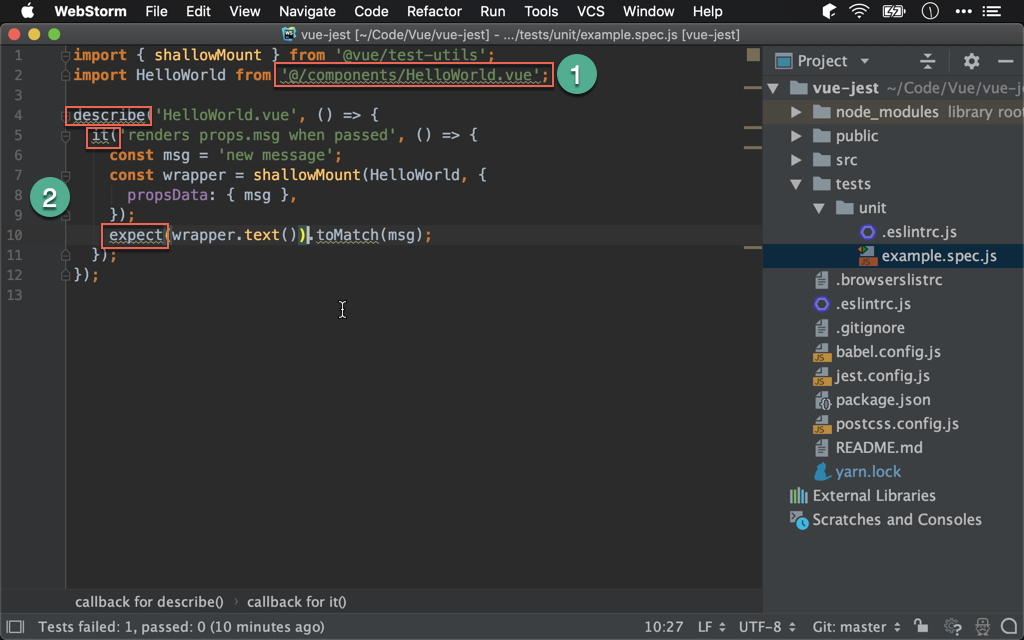 WebStorm File Edit View Navigate Code Refactor Run Tools VCS Window Help
vue-jest [~/Code/Vue/vue-jest] - .../tests/unit/example.spec.js [vue-jest]
1 import { shallowMount } from '@vue/test-utils';
2 import HelloWorld from '@/components/HelloWorld.vue'; 1
3
4 describe('HelloWorld.vue', () => {
5 it('renders props.msg when passed', () => {
6 const msg = 'new message';
7 const wrapper = shallowMount(HelloWorld, {
2
8 propsData: { msg },
9 });
10 expect(wrapper.text()).toMatch(msg);
11 });
12 });
13
Project
vue-jest ~/Code/Vue/vue-j
node_modules library root
public
src
tests
unit
.eslintrc.js
example.spec.js
.browserslistrc
.eslintrc.js
.gitignore
babel.config.js
jest.config.js
package.json
postcss.config.js
README.md
yarn.lock
External Libraries
Scratches and Consoles
callback for describe() › callback for it()
Tests failed: 1, passed: 0 (10 minutes ago) 10:27 LF UTF-8 Git: master